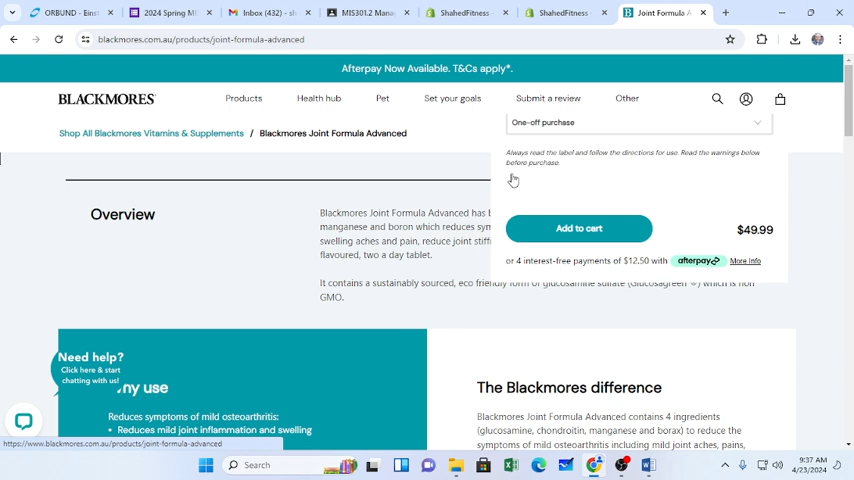 ORBUND - Einst
2024 Spring M
Inbox (432) - s
MIS301.2 Mana
ShahedFitness -
ShahedFitness -
Joint Formula A
blackmores.com.au/products/joint-formula-advanced
Afterpay Now Available. T&Cs apply*.
BLACKMORES
Products
Health hub
Pet
Set your goals
Submit a review
Other
Shop All Blackmores Vitamins & Supplements / Blackmores Joint Formula Advanced
One-off purchase
Always read the label and follow the directions for use. Read the warnings below
before purchase.
Add to cart
$49.99
or 4 interest-free payments of $12.50 with afterpay More info
Overview
Blackmores Joint Formula Advanced has
manganese and boron which reduces sym
swelling aches and pain, reduce joint stiff
flavoured, two a day tablet.
It contains a sustainably sourced, eco friendly form of glucosamine sulfate (Glucosagreen®) which is non
GMO.
Need help?
Click here & start
chatting with us!
hy use
Reduces symptoms of mild osteoarthritis:
• Reduces mild joint inflammation and swelling
The Blackmores difference
Blackmores Joint Formula Advanced contains 4 ingredients
(glucosamine, chondroitin, manganese and borax) to reduce the
symptoms of mild osteoarthritis including mild joint aches, pains,
https://www.blackmores.com.au/products/joint-formula-advanced
Search
9:37 AM
4/23/2024